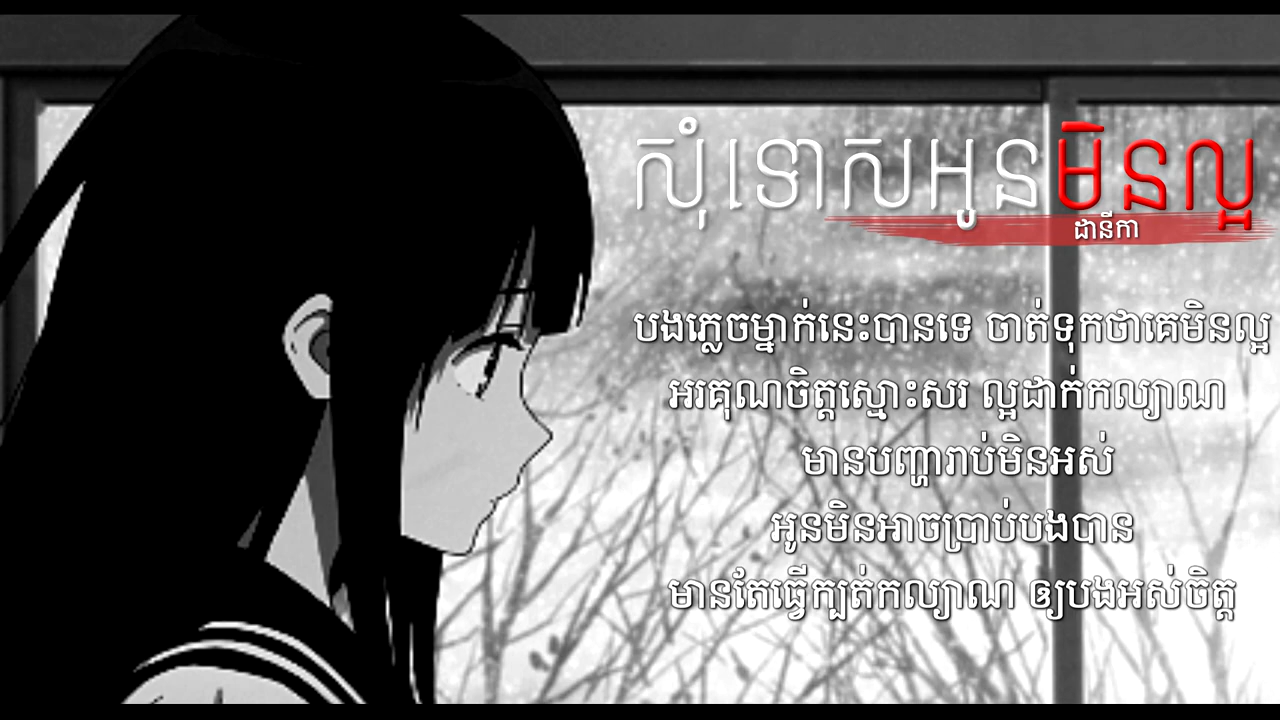 សុំទោសអូនមិនល្អ
ដានីកា
បងភ្លេចម្នាក់នេះបានទេ ចាត់ទុកថាគេមិនល្អ
អរគុណចិត្តស្មោះសរ ល្អដាក់កល្យាណ
មានបញ្ហារាប់មិនអស់
អូនមិនអាចប្រាប់បងបាន
មានតែធ្វើក្បត់កល្យាណ ឲ្យបងអស់ចិត្ត